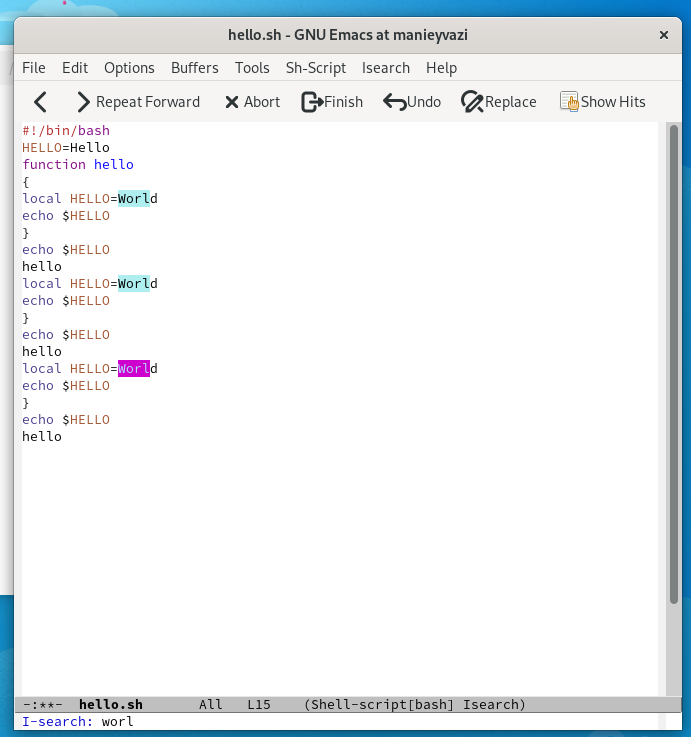 hello.sh - GNU Emacs at manieyvazi ×
File Edit Options Buffers Tools Sh-Script Isearch Help
Repeat Forward Abort Finish Undo Replace Show Hits
#!/bin/bash
HELLO=Hello
function hello
{
local HELLO=World
echo $HELLO
}
echo $HELLO
hello
local HELLO=World
echo $HELLO
}
echo $HELLO
hello
local HELLO=World
echo $HELLO
}
echo $HELLO
hello
-:**- hello.sh All L15 (Shell-script[bash] Isearch)
I-search: worl